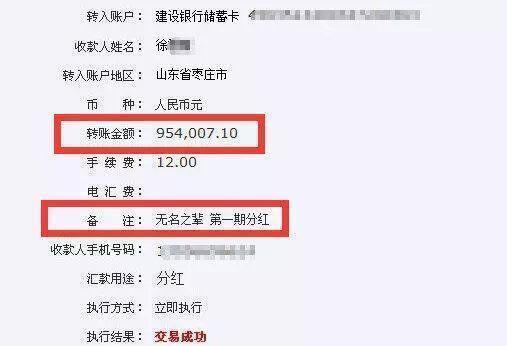 转入账户： 建设银行储蓄卡
收款人姓名： 徐
转入账户地区： 山东省枣庄市
币 种： 人民币元
转账金额： 954,007.10
手 续 费： 12.00
电 汇 费：
备 注： 无名之辈 第一期分红
收款人手机号码：
汇款用途： 分红
执行方式： 立即执行
执行结果： 交易成功